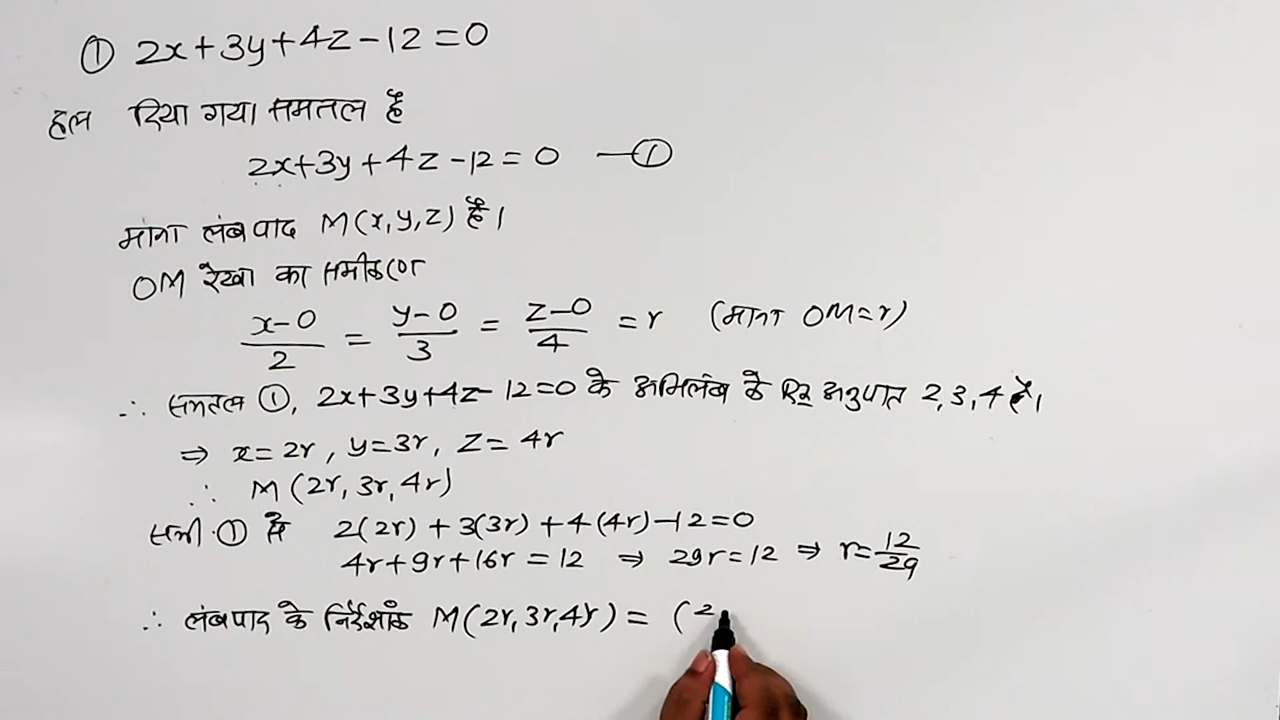 ① 2x+3y+4z-12=0
हल दिया गया समतल है
2x+3y+4z-12=0 —①
माना लंबपाद M(x,y,z) है।
OM रेखा का समीकरण
(x-0)/2 = (y-0)/3 = (z-0)/4 = r (माना OM=r)
∴ समतल ①, 2x+3y+4z-12=0 के अभिलंब के दिक् अनुपात 2,3,4 है।
⇒ x=2r, y=3r, z=4r
∴ M(2r, 3r, 4r)
समी.① से 2(2r)+3(3r)+4(4r)-12=0
4r+9r+16r=12 ⇒ 29r=12 ⇒ r=12/29
∴ लंबपाद के निर्देशांक M(2r,3r,4r) = (2